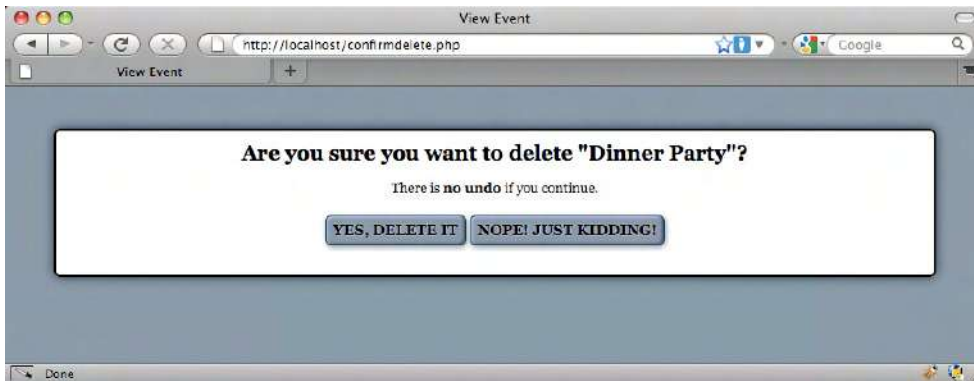 View Event
http://localhost/confirmdelete.php
Google
View Event
+
Are you sure you want to delete "Dinner Party"?
There is no undo if you continue.
YES, DELETE IT NOPE! JUST KIDDING!
Done